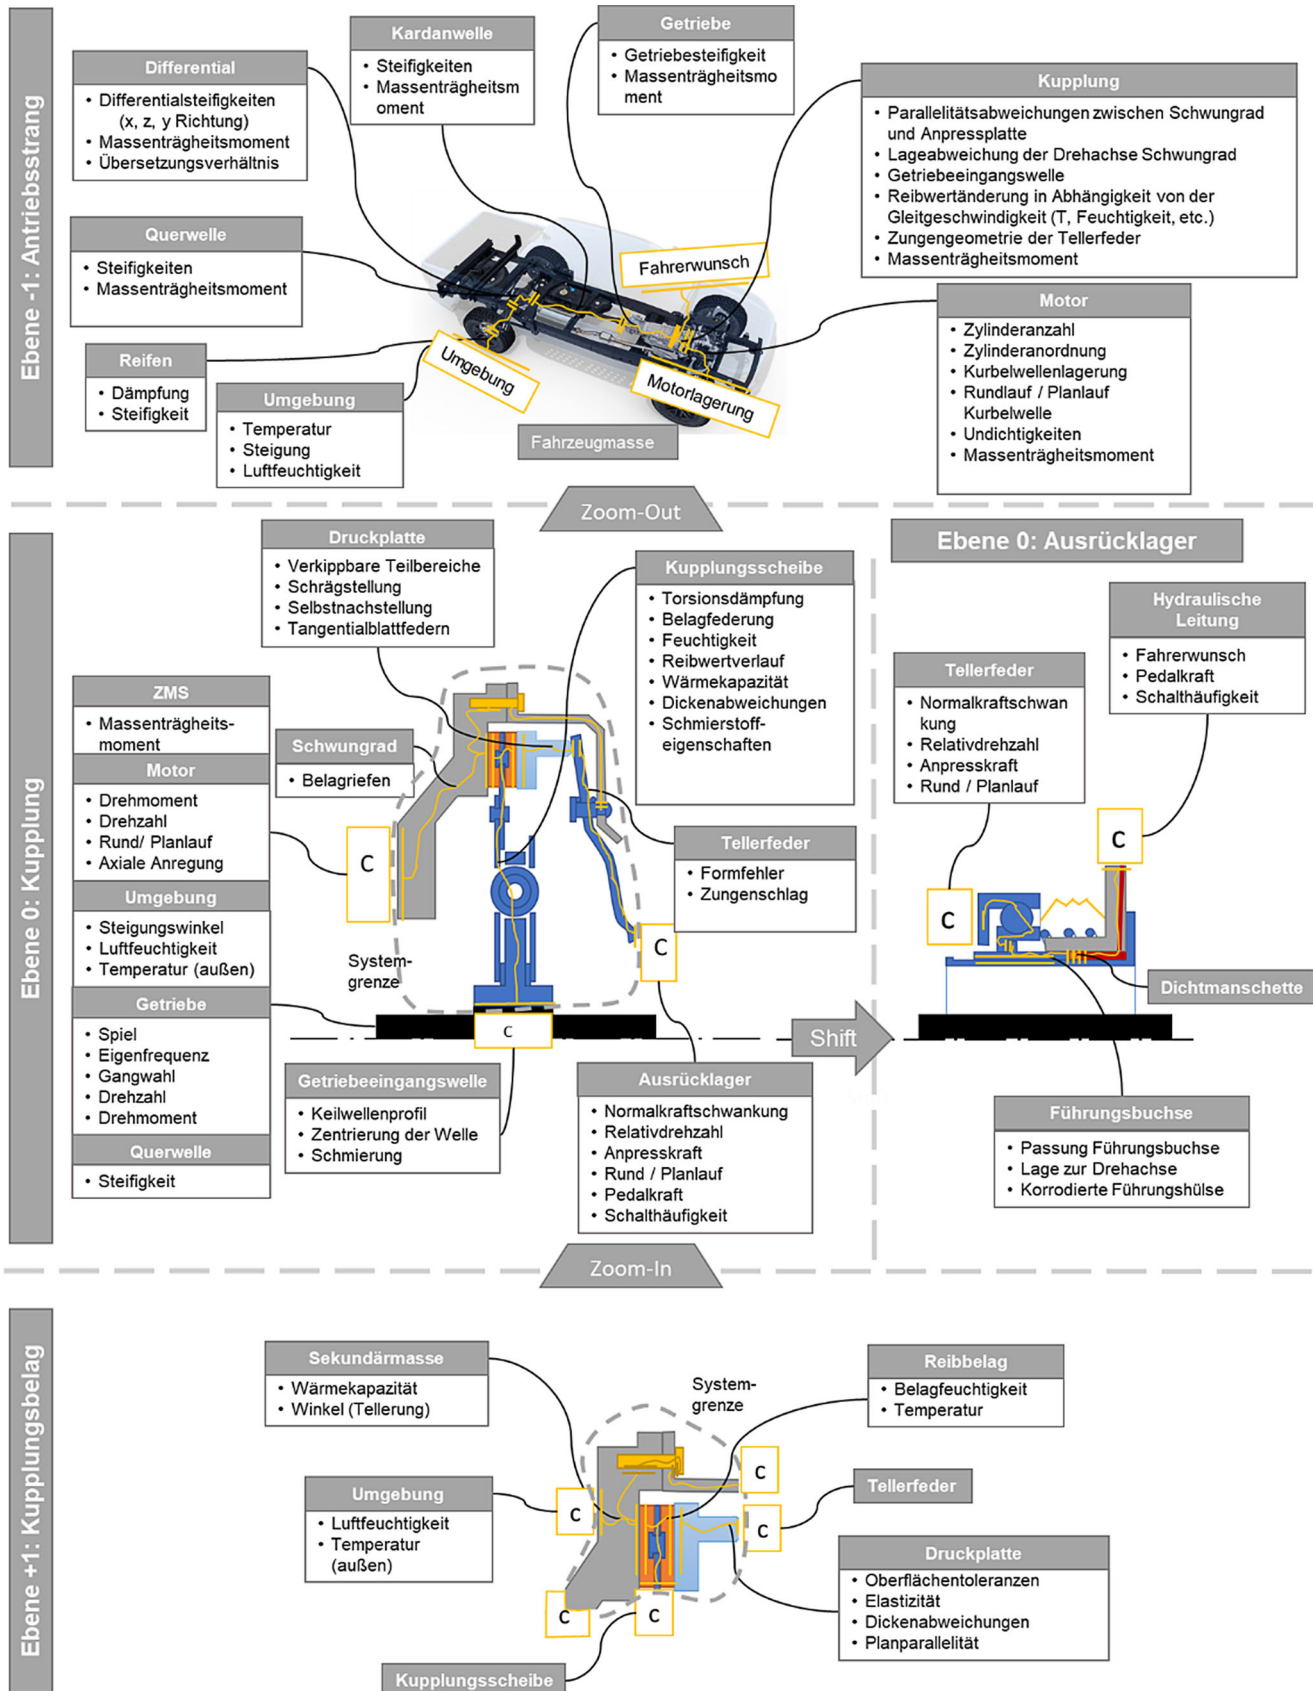 Ebene -1: Antriebsstrang
Differential
• Differentialsteifigkeiten
(x, z, y Richtung)
• Massenträgheitsmoment
• Übersetzungsverhältnis
Kardanwelle
• Steifigkeiten
• Massenträgheitsm
oment
Getriebe
• Getriebesteifigkeit
• Massenträgheitsmo
ment
Kupplung
• Parallelitätsabweichungen zwischen Schwungrad
und Anpressplatte
• Lageabweichung der Drehachse Schwungrad
• Getriebeeingangswelle
• Reibwertänderung in Abhängigkeit von der
Gleitgeschwindigkeit (T, Feuchtigkeit, etc.)
• Zungengeometrie der Tellerfeder
• Massenträgheitsmoment
Querwelle
• Steifigkeiten
• Massenträgheitsmoment
Fahrerwunsch
Motor
• Zylinderanzahl
• Zylinderanordnung
• Kurbelwellenlagerung
• Rundlauf / Planlauf
Kurbelwelle
• Undichtigkeiten
• Massenträgheitsmoment
Reifen
• Dämpfung
• Steifigkeit
Umgebung
Motorlagerung
Umgebung
• Temperatur
• Steigung
• Luftfeuchtigkeit
Fahrzeugmasse
Zoom-Out
Ebene 0: Kupplung
Druckplatte
• Verkippbare Teilbereiche
• Schrägstellung
• Selbstnachstellung
• Tangentialblattfedern
Kupplungsscheibe
• Torsionsdämpfung
• Belagfederung
• Feuchtigkeit
• Reibwertverlauf
• Wärmekapazität
• Dickenabweichungen
• Schmierstoff-
eigenschaften
ZMS
• Massenträgheits-
moment
Motor
• Drehmoment
• Drehzahl
• Rund/ Planlauf
• Axiale Anregung
Umgebung
• Steigungswinkel
• Luftfeuchtigkeit
• Temperatur (außen)
Getriebe
• Spiel
• Eigenfrequenz
• Gangwahl
• Drehzahl
• Drehmoment
Querwelle
• Steifigkeit
Schwungrad
• Belagriefen
C
Tellerfeder
• Formfehler
• Zungenschlag
C
System-
grenze
C
Getriebeeingangswelle
• Keilwellenprofil
• Zentrierung der Welle
• Schmierung
Ausrücklager
• Normalkraftschwankung
• Relativdrehzahl
• Anpresskraft
• Rund / Planlauf
• Pedalkraft
• Schalthäufigkeit
Shift
Ebene 0: Ausrücklager
Hydraulische
Leitung
• Fahrerwunsch
• Pedalkraft
• Schalthäufigkeit
Tellerfeder
• Normalkraftschwan
kung
• Relativdrehzahl
• Anpresskraft
• Rund / Planlauf
C
C
Dichtmanschette
Führungsbuchse
• Passung Führungsbuchse
• Lage zur Drehachse
• Korrodierte Führungshülse
Zoom-In
Ebene +1: Kupplungsbelag
Sekundärmasse
• Wärmekapazität
• Winkel (Tellerung)
System-
grenze
Reibbelag
• Belagfeuchtigkeit
• Temperatur
Umgebung
• Luftfeuchtigkeit
• Temperatur
(außen)
C
C
C
Tellerfeder
C
C
Druckplatte
• Oberflächentoleranzen
• Elastizität
• Dickenabweichungen
• Planparallelität
Kupplungsscheibe